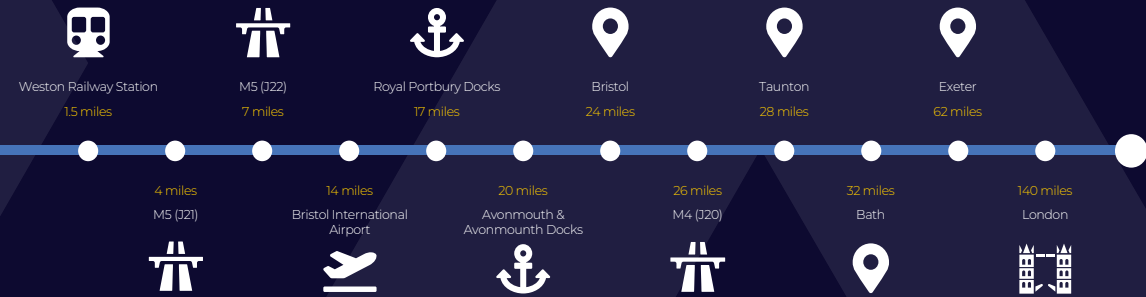 Weston Railway Station
1.5 miles
M5 (J22)
7 miles
Royal Portbury Docks
17 miles
Bristol
24 miles
Taunton
28 miles
Exeter
62 miles
4 miles
M5 (J21)
14 miles
Bristol International
Airport
20 miles
Avonmouth &
Avonmounth Docks
26 miles
M4 (J20)
32 miles
Bath
140 miles
London